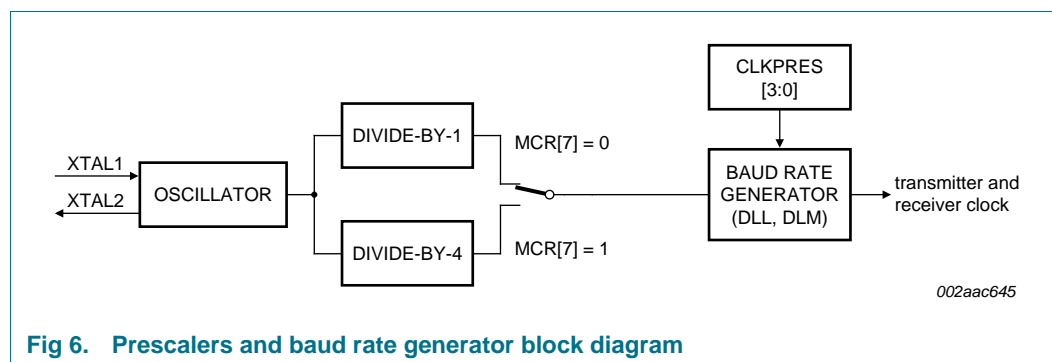 CLKPRES
[3:0]
DIVIDE-BY-1
MCR[7] = 0
XTAL1
XTAL2
OSCILLATOR
BAUD RATE
GENERATOR
(DLL, DLM)
transmitter and
receiver clock
DIVIDE-BY-4
MCR[7] = 1
002aac645
Fig 6. Prescalers and baud rate generator block diagram